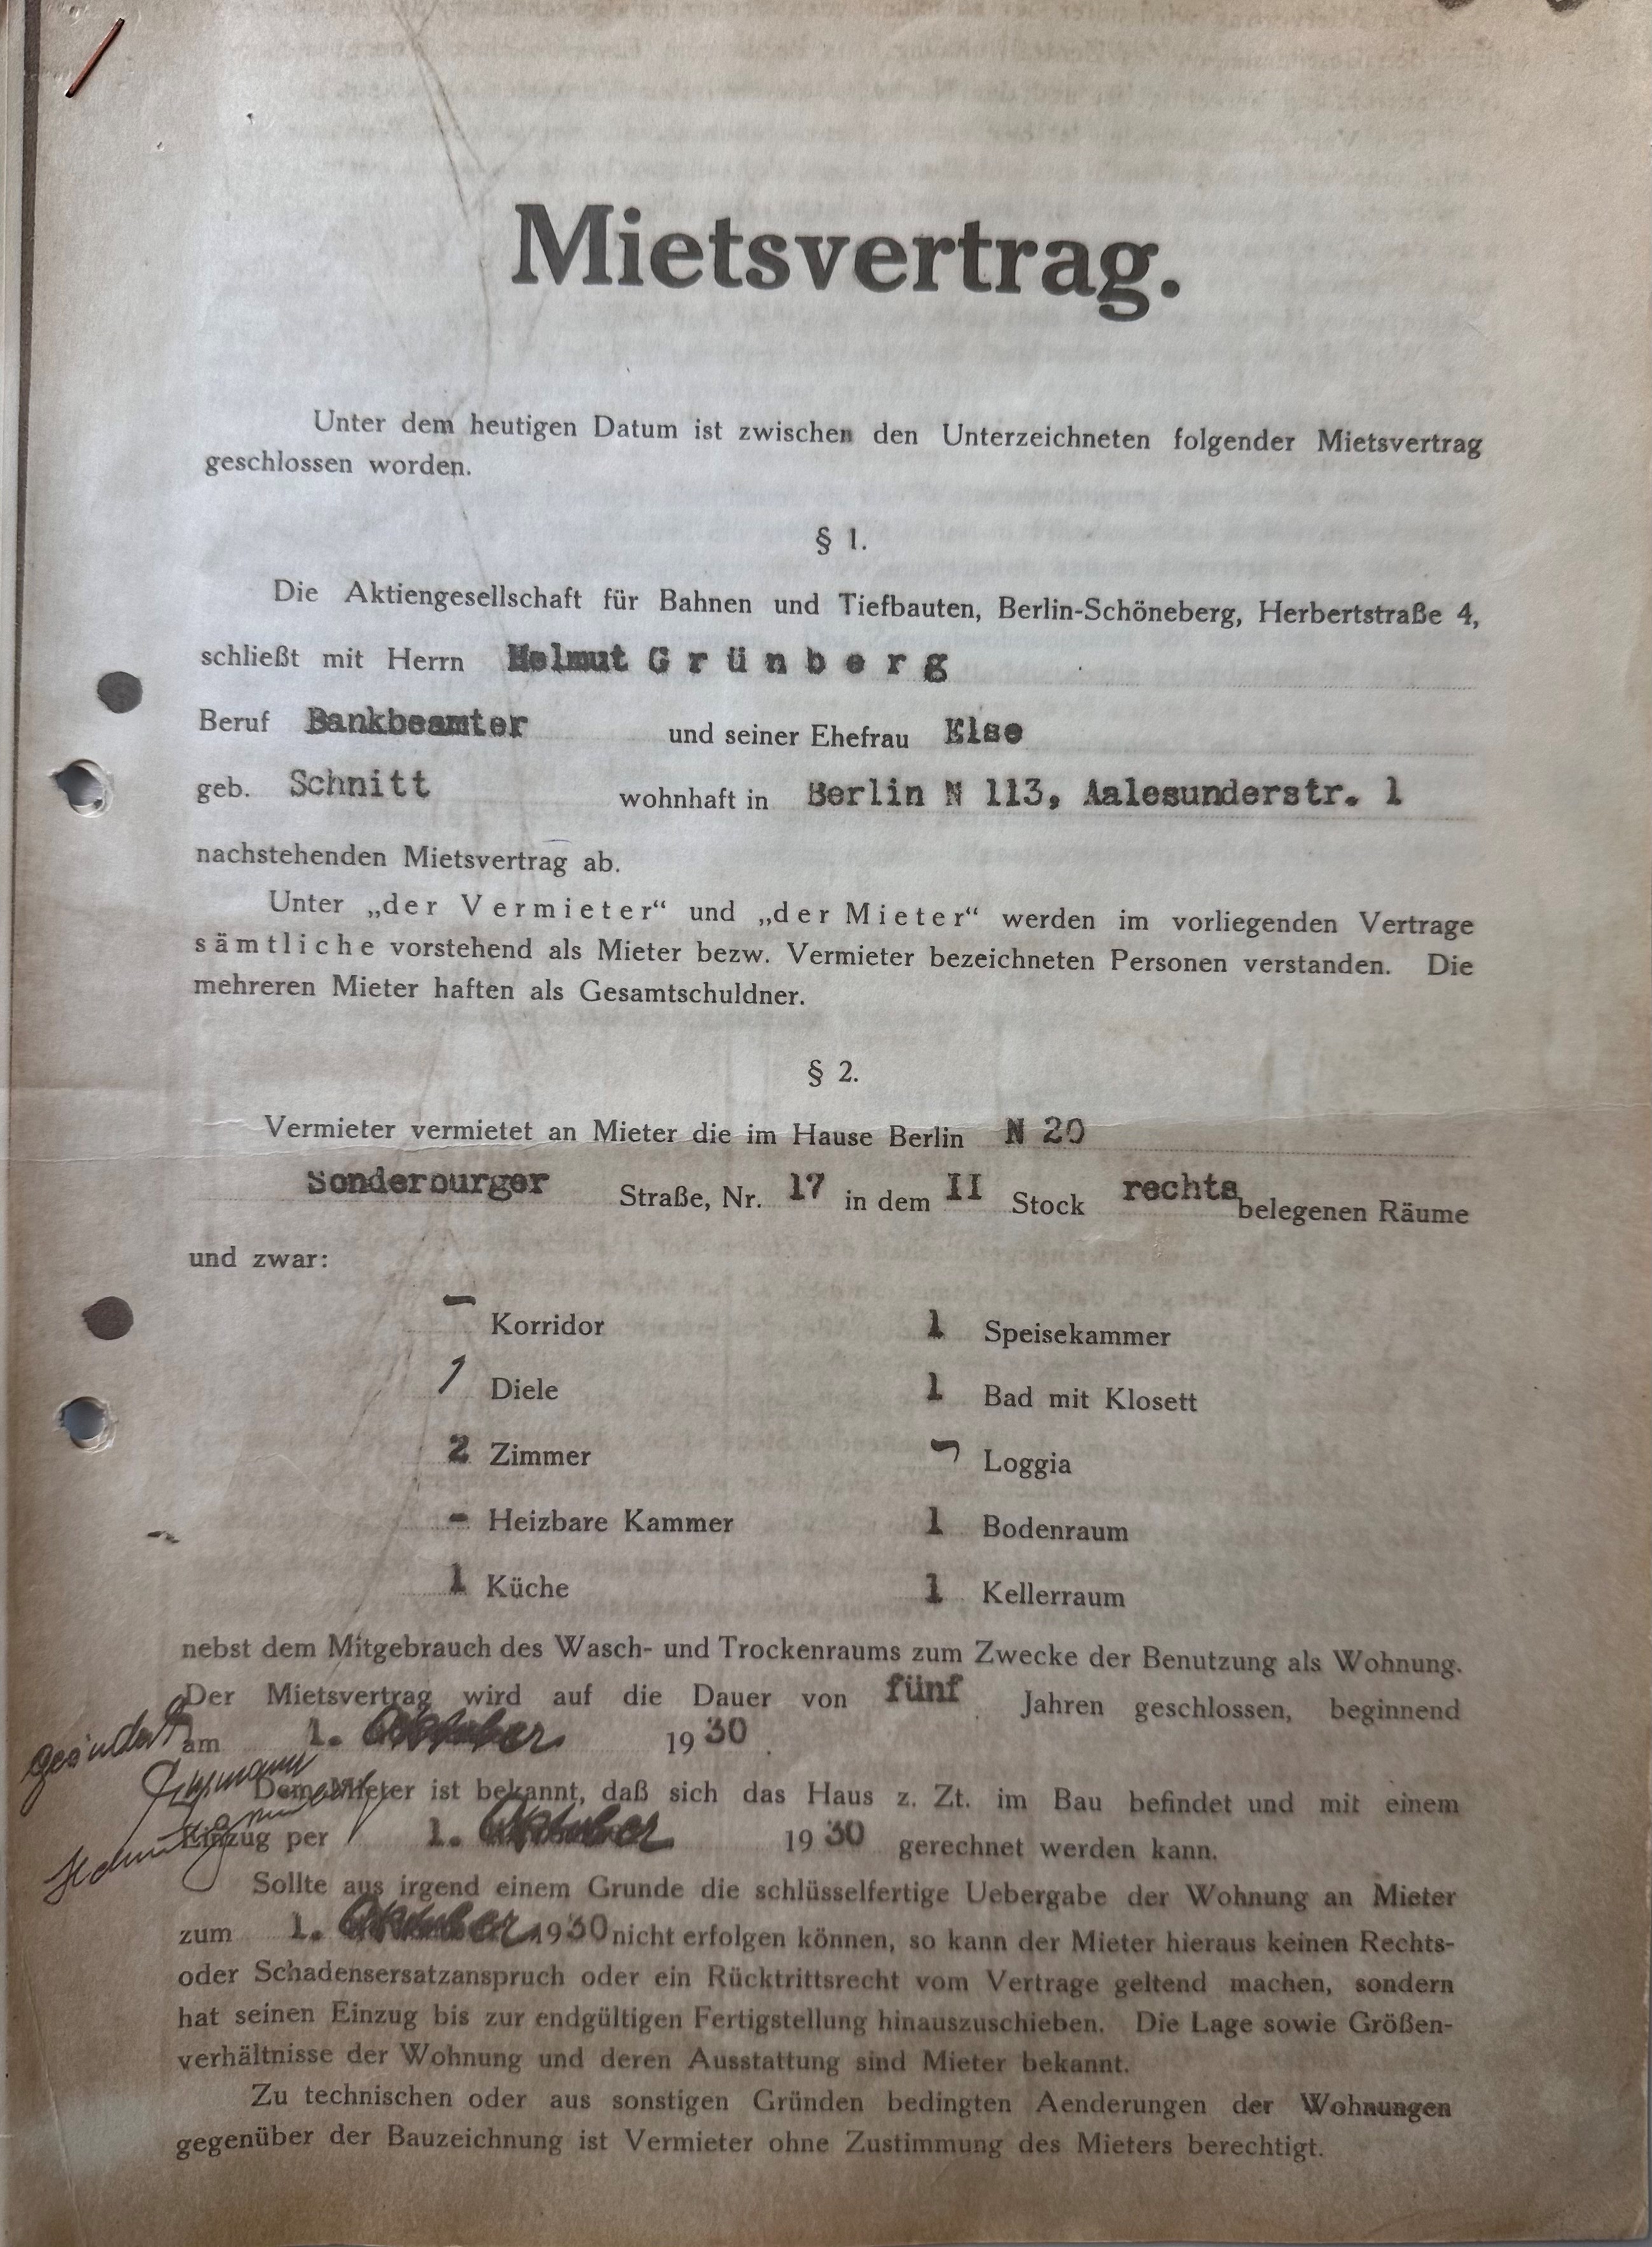 Mietsvertrag.
Unter dem heutigen Datum ist zwischen den Unterzeichneten folgender Mietsvertrag
geschlossen worden.
§ 1.
Die Aktiengesellschaft für Bahnen und Tiefbauten, Berlin-Schöneberg, Herbertstraße 4,
schließt mit Herrn Helmut Grünberg
Beruf Bankbeamter und seiner Ehefrau Else
geb. Schnitt wohnhaft in Berlin N 113, Aalesunderstr. 1
nachstehenden Mietsvertrag ab.
Unter „der Vermieter“ und „der Mieter“ werden im vorliegenden Vertrage
sämtliche vorstehend als Mieter bezw. Vermieter bezeichneten Personen verstanden. Die
mehreren Mieter haften als Gesamtschuldner.
§ 2.
Vermieter vermietet an Mieter die im Hause Berlin N 20
Sonderburger Straße, Nr. 17 in dem II Stock rechts belegenen Räume
und zwar:
- Korridor 1 Speisekammer
1 Diele 1 Bad mit Klosett
2 Zimmer - Loggia
- Heizbare Kammer 1 Bodenraum
1 Küche 1 Kellerraum
nebst dem Mitgebrauch des Wasch- und Trockenraums zum Zwecke der Benutzung als Wohnung.
Der Mietsvertrag wird auf die Dauer von fünf Jahren geschlossen, beginnend
geändert am 1. Oktober 1930
Dem Mieter ist bekannt, daß sich das Haus z. Zt. im Bau befindet und mit einem
Einzug per 1. Oktober 1930 gerechnet werden kann.
Sollte aus irgend einem Grunde die schlüsselfertige Uebergabe der Wohnung an Mieter
zum 1. Oktober 1930 nicht erfolgen können, so kann der Mieter hieraus keinen Rechts-
oder Schadensersatzanspruch oder ein Rücktrittsrecht vom Vertrage geltend machen, sondern
hat seinen Einzug bis zur endgültigen Fertigstellung hinauszuschieben. Die Lage sowie Größen-
verhältnisse der Wohnung und deren Ausstattung sind Mieter bekannt.
Zu technischen oder aus sonstigen Gründen bedingten Aenderungen der Wohnungen
gegenüber der Bauzeichnung ist Vermieter ohne Zustimmung des Mieters berechtigt.